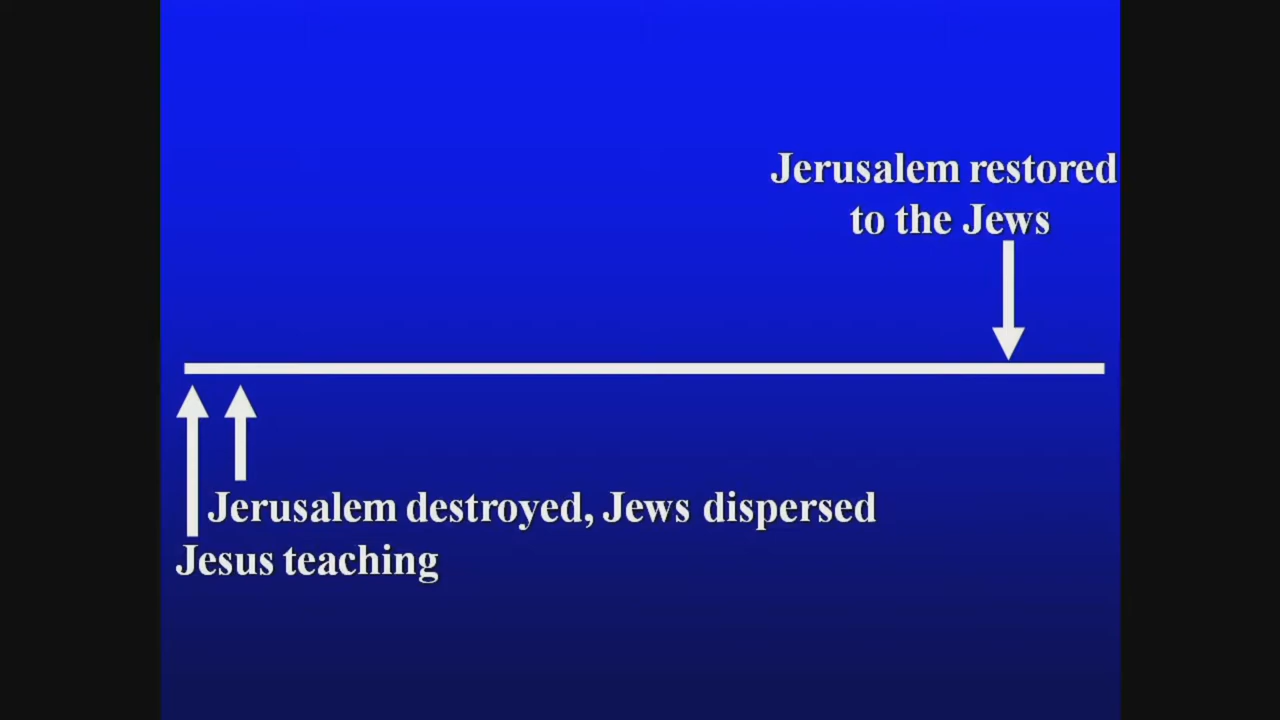 Jerusalem restored
to the Jews
Jerusalem destroyed, Jews dispersed
Jesus teaching